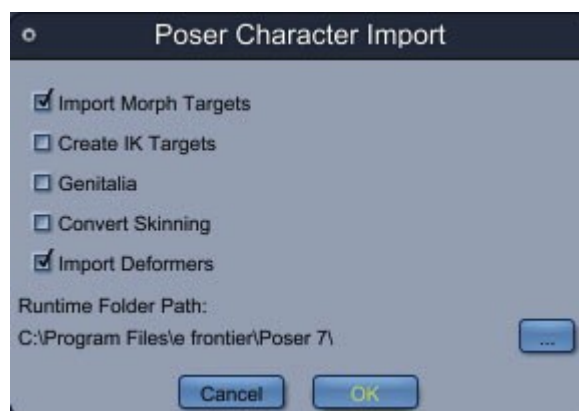 Poser Character Import
Import Morph Targets
Create IK Targets
Genitalia
Convert Skinning
Import Deformers
Runtime Folder Path:
C:\Program Files\e frontier\Poser 7\
...
Cancel OK